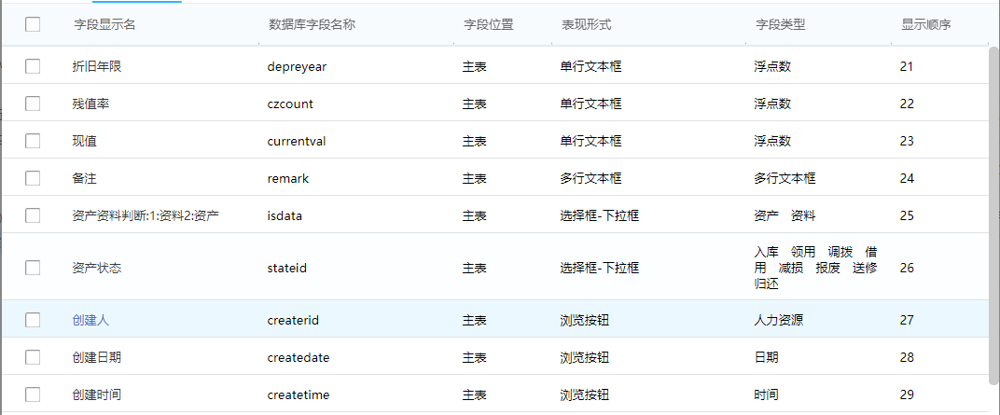 字段显示名 数据库字段名称 字段位置 表现形式 字段类型 显示顺序
折旧年限 depreyear 主表 单行文本框 浮点数 21
残值率 czcount 主表 单行文本框 浮点数 22
现值 currentval 主表 单行文本框 浮点数 23
备注 remark 主表 多行文本框 多行文本框 24
资产资料判断:1:资料2:资产 isdata 主表 选择框-下拉框 资产 资料 25
入库 领用 调拨 借
资产状态 stateid 主表 选择框-下拉框 用 减损 报废 送修 26
归还
创建人 createrid 主表 浏览按钮 人力资源 27
创建日期 createdate 主表 浏览按钮 日期 28
创建时间 createtime 主表 浏览按钮 时间 29